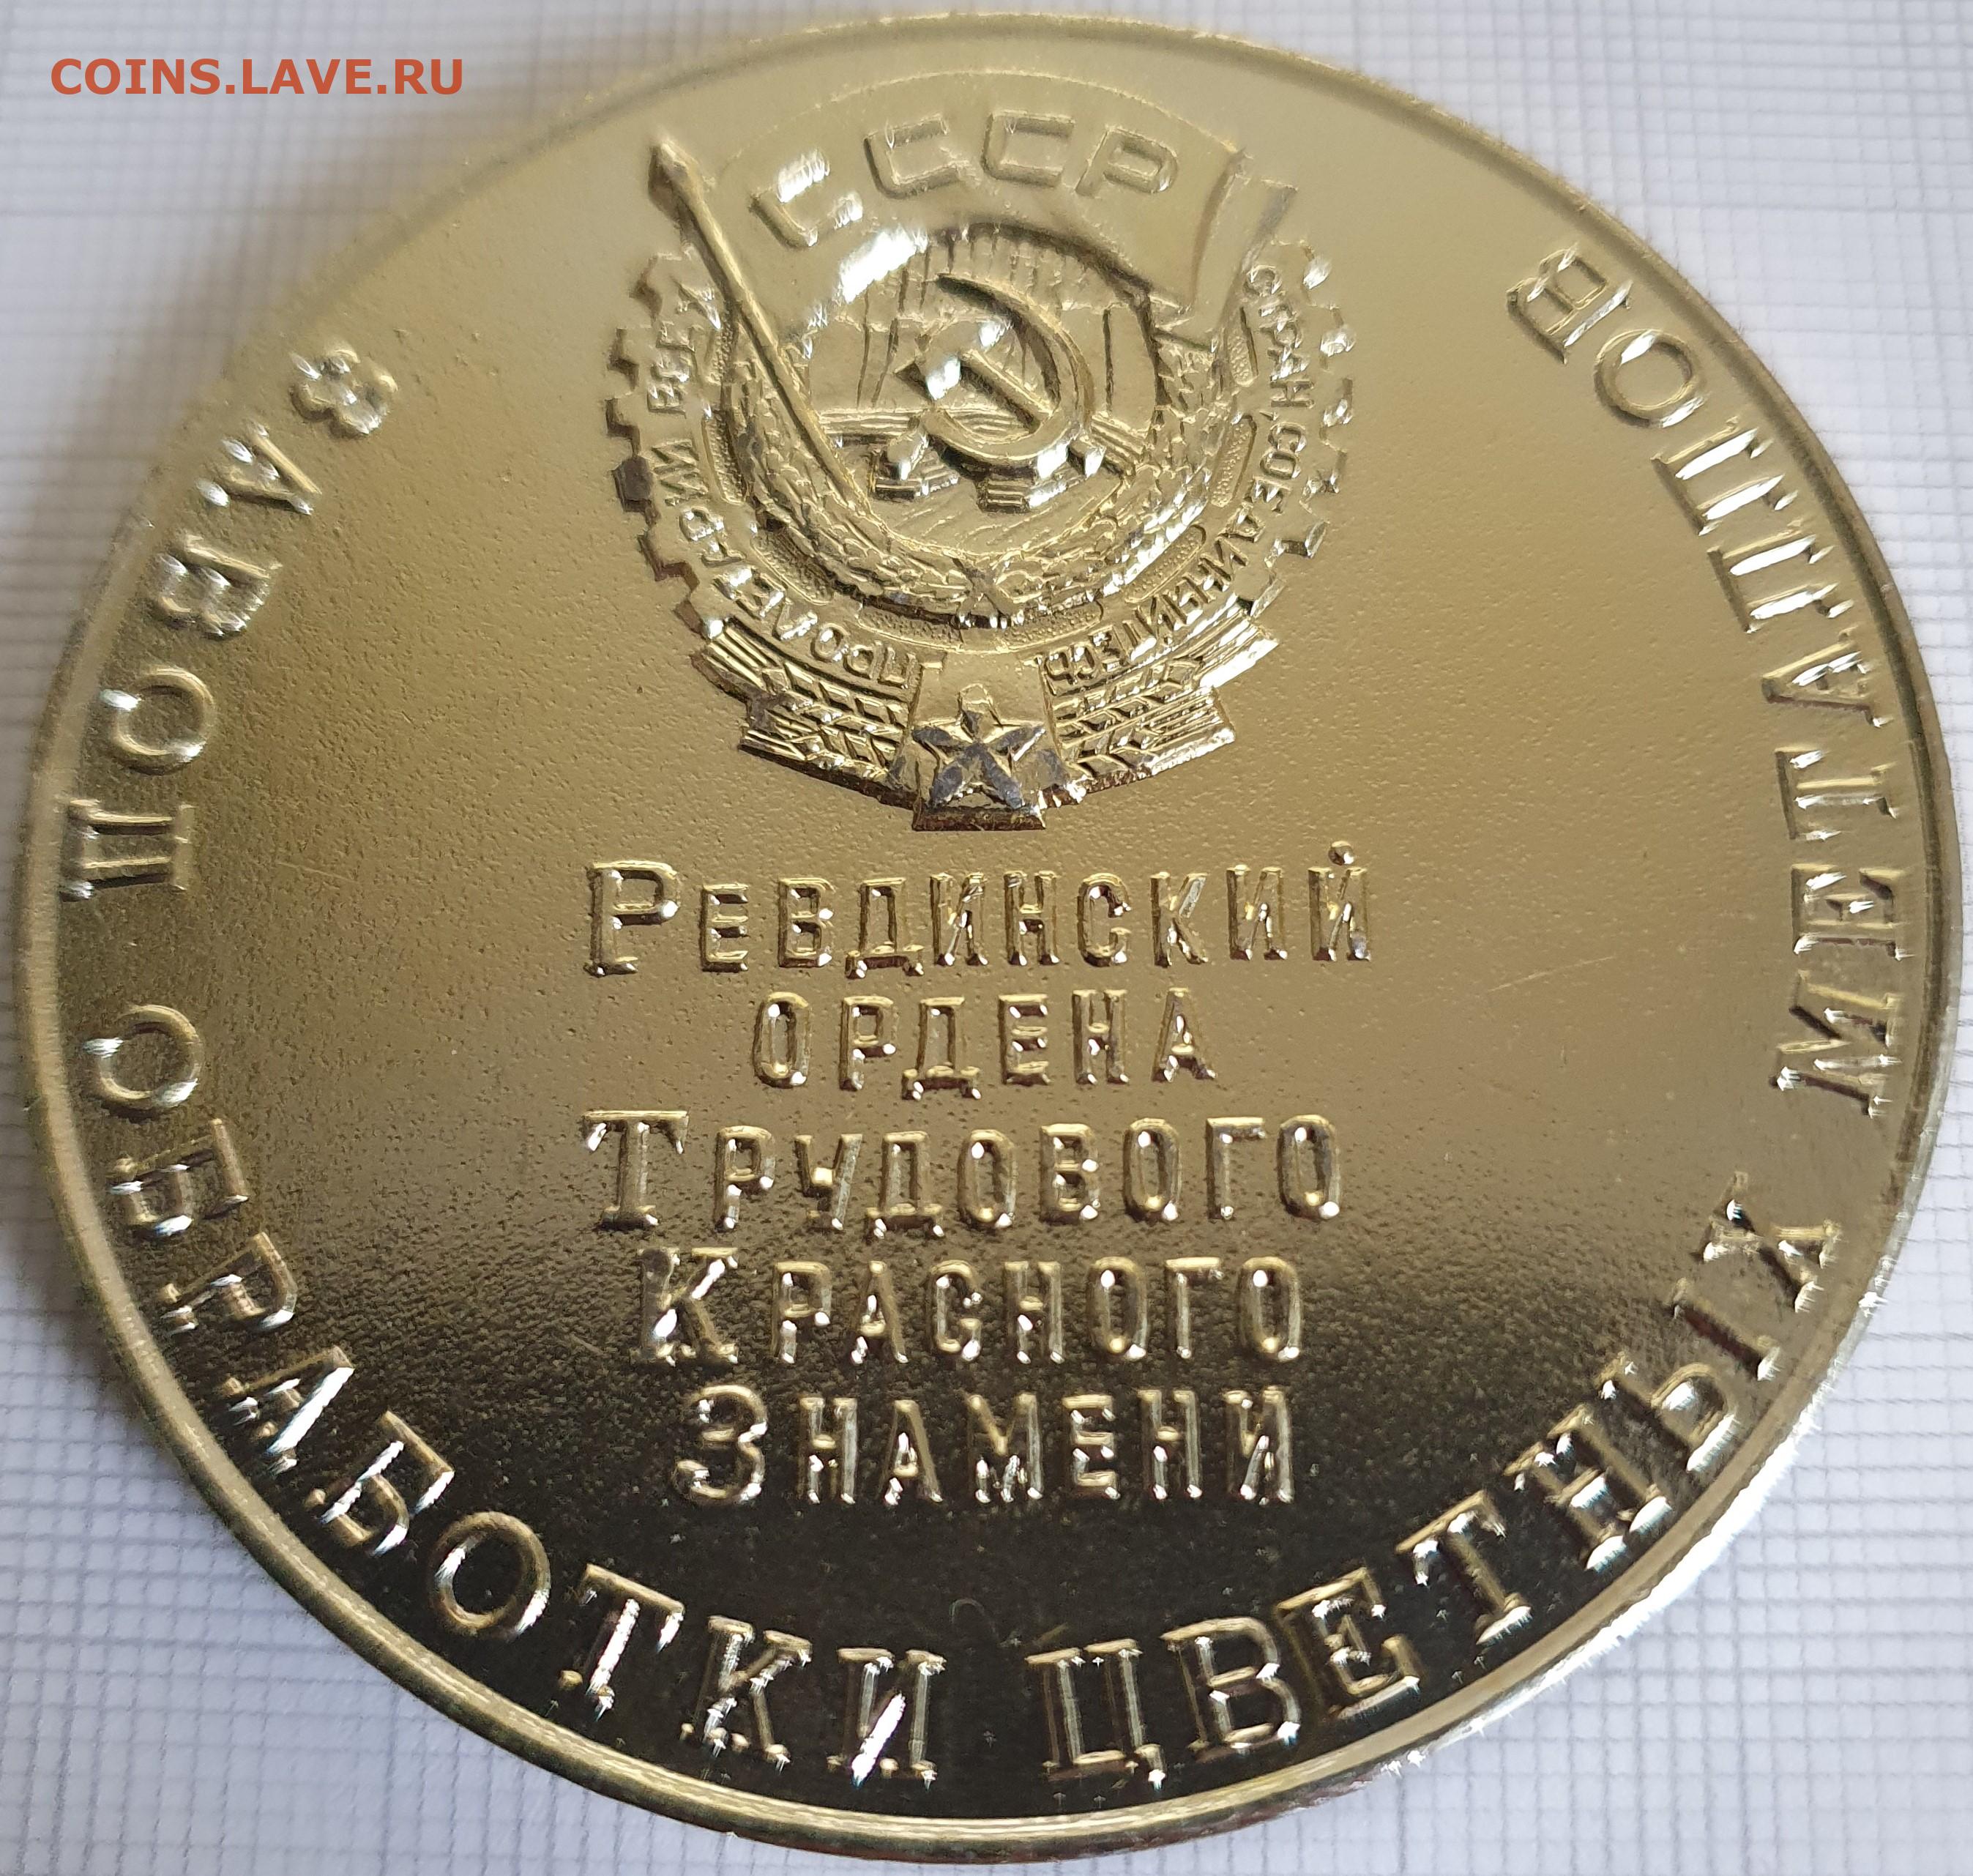 COINS.LAVE.RU
СССР
ПРОЛЕТАРИИ ВСЕХ СТРАН, СОЕДИНЯЙТЕСЬ
Ревдинский
ордена
Трудового
Красного
Знамени
ЗАВОД ОБРАБОТКИ ЦВЕТНЫХ МЕТАЛЛОВ